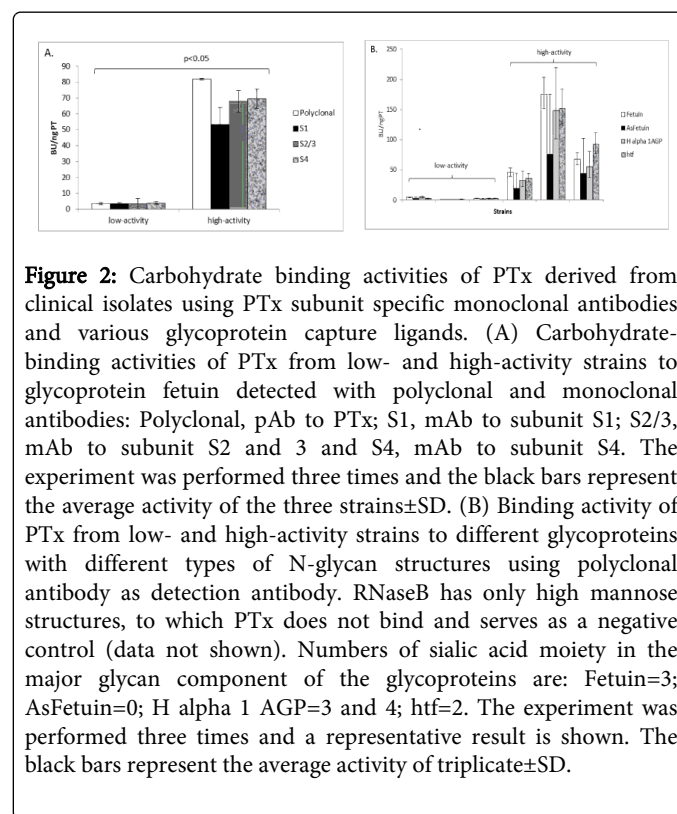 A.
p<0.05
90
80
70
60
50
40
30
20
10
0
BU/ng PT
low-activity
high-activity
Polyclonal
S1
S2/3
S4
B.
high-activity
250
200
150
100
50
0
BU/ng PT
low-activity
Strains
Fetuin
AsFetuin
H alpha 1AGP
htf
Figure 2: Carbohydrate binding activities of PTx derived from
clinical isolates using PTx subunit specific monoclonal antibodies
and various glycoprotein capture ligands. (A) Carbohydrate-
binding activities of PTx from low- and high-activity strains to
glycoprotein fetuin detected with polyclonal and monoclonal
antibodies: Polyclonal, pAb to PTx; S1, mAb to subunit S1; S2/3,
mAb to subunit S2 and 3 and S4, mAb to subunit S4. The
experiment was performed three times and the black bars represent
the average activity of the three strains±SD. (B) Binding activity of
PTx from low- and high-activity strains to different glycoproteins
with different types of N-glycan structures using polyclonal
antibody as detection antibody. RNaseB has only high mannose
structures, to which PTx does not bind and serves as a negative
control (data not shown). Numbers of sialic acid moiety in the
major glycan component of the glycoproteins are: Fetuin=3;
AsFetuin=0; H alpha 1 AGP=3 and 4; htf=2. The experiment was
performed three times and a representative result is shown. The
black bars represent the average activity of triplicate±SD.